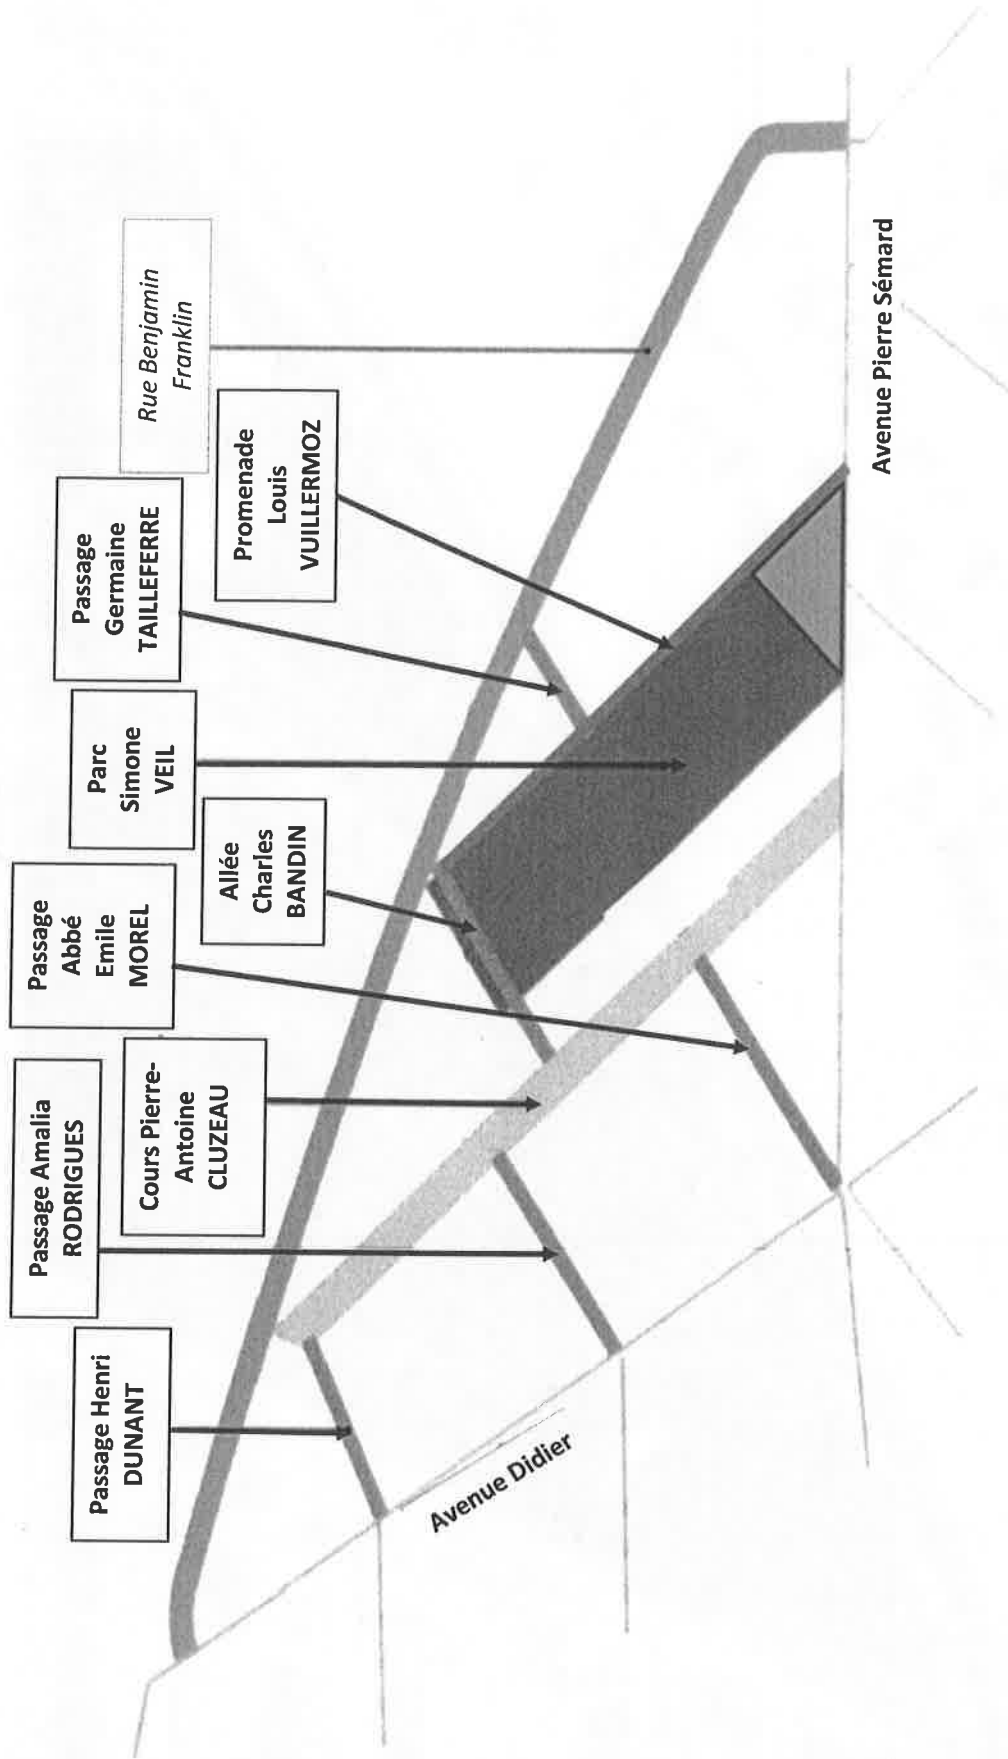 Passage Henri
DUNANT
Passage Amalia
RODRIGUES
Cours Pierre-
Antoine
CLUZEAU
Passage
Abbé
Emile
MOREL
Allée
Charles
BANDIN
Parc
Simone
VEIL
Passage
Germaine
TAILLEFERRE
Promenade
Louis
VUILLERMOZ
Rue Benjamin
Franklin
Avenue Didier
Avenue Pierre Sémard